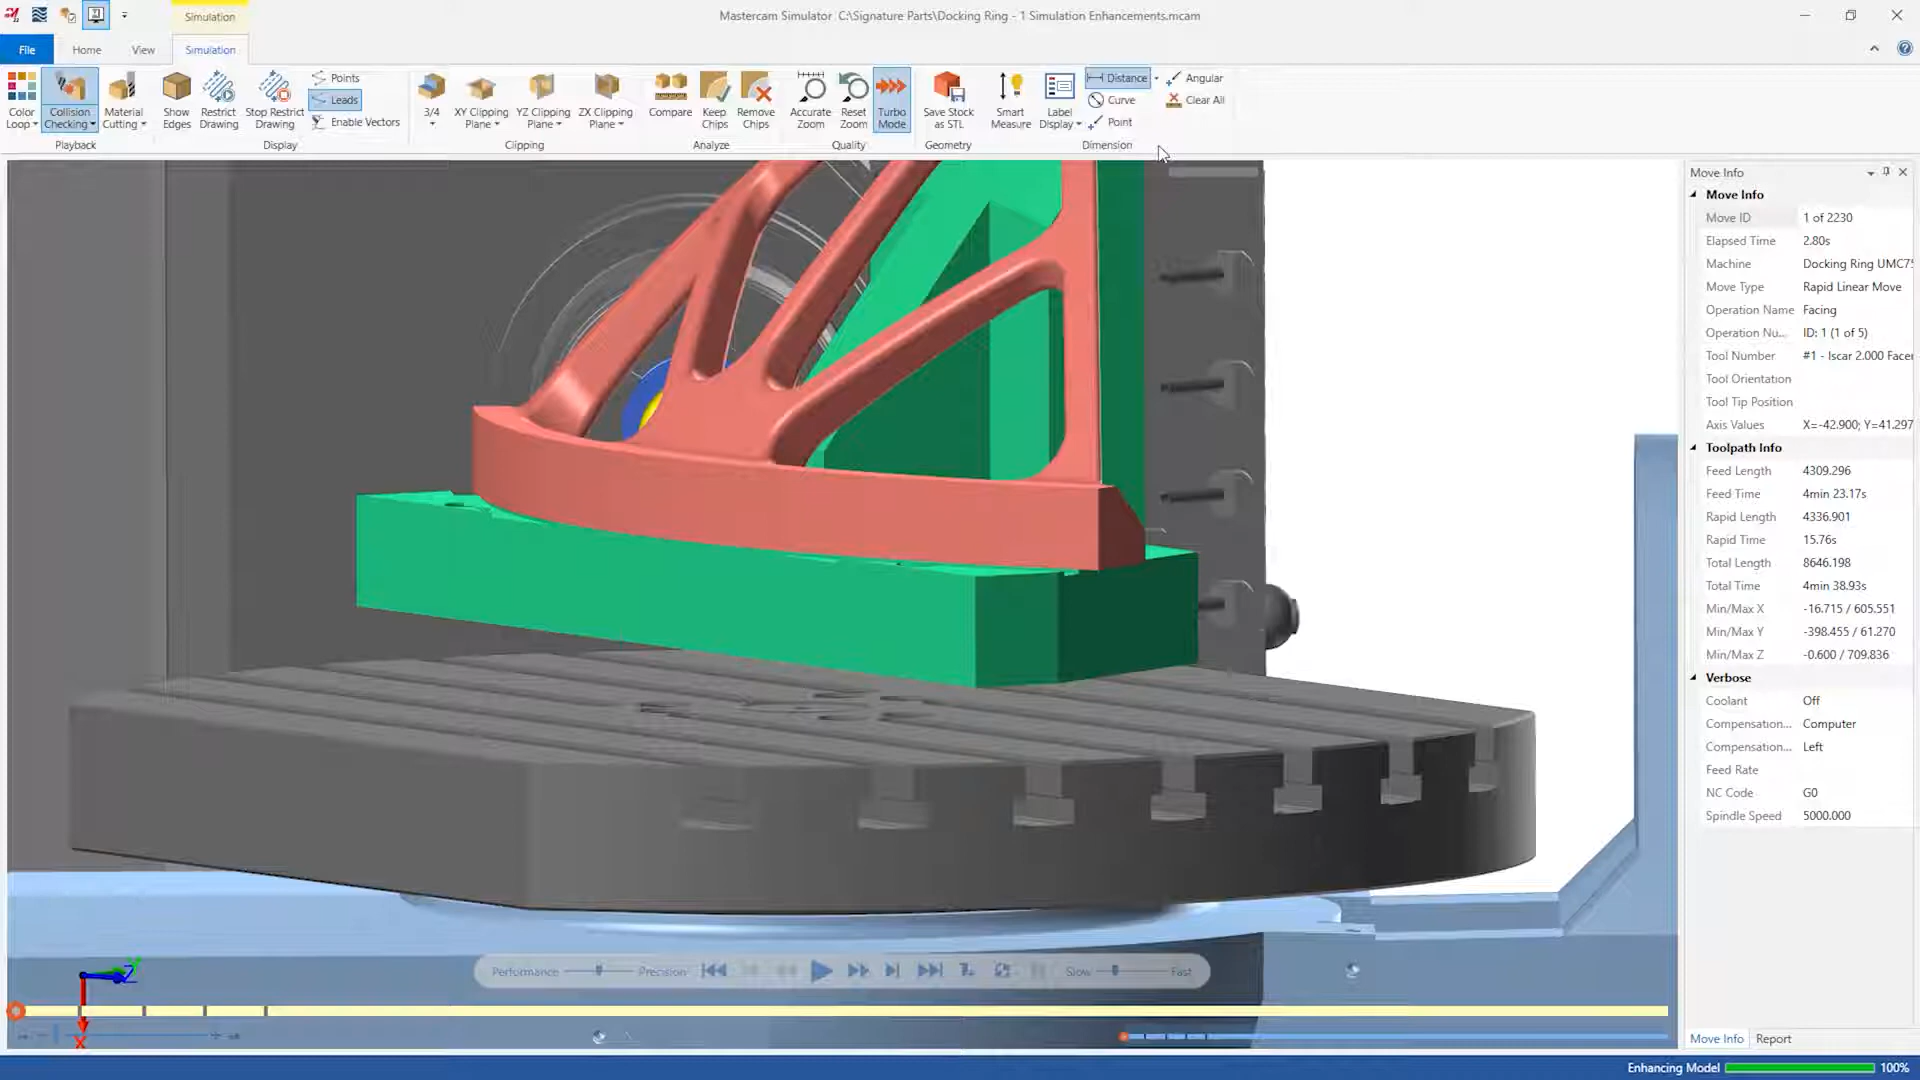 Simulation
Mastercam Simulator C:\Signature Parts\Docking Ring - 1 Simulation Enhancements.mcam
File
Home
View
Simulation
Color Loop
Collision Checking
Material Cutting
Playback
Show Edges
Restrict Drawing
Stop Restrict Drawing
Points
Leads
Enable Vectors
Display
3/4
XY Clipping Plane
YZ Clipping Plane
ZX Clipping Plane
Clipping
Compare
Keep Chips
Remove Chips
Analyze
Accurate Zoom
Reset Zoom
Turbo Mode
Quality
Save Stock as STL
Geometry
Smart Measure
Label Display
Distance
Curve
Point
Angular
Clear All
Dimension
Move Info
Move Info
Move ID 1 of 2230
Elapsed Time 2.80s
Machine Docking Ring UMC75
Move Type Rapid Linear Move
Operation Name Facing
Operation Nu... ID: 1 (1 of 5)
Tool Number #1 - Iscar 2.000 Facer
Tool Orientation
Tool Tip Position
Axis Values X=-42.900; Y=41.297
Toolpath Info
Feed Length 4309.296
Feed Time 4min 23.17s
Rapid Length 4336.901
Rapid Time 15.76s
Total Length 8646.198
Total Time 4min 38.93s
Min/Max X -16.715 / 605.551
Min/Max Y -398.455 / 61.270
Min/Max Z -0.600 / 709.836
Verbose
Coolant Off
Compensation... Computer
Compensation... Left
Feed Rate
NC Code G0
Spindle Speed 5000.000
Performance
Precision
Slow
Fast
Y
Z
X
Move Info
Report
Enhancing Model
100%